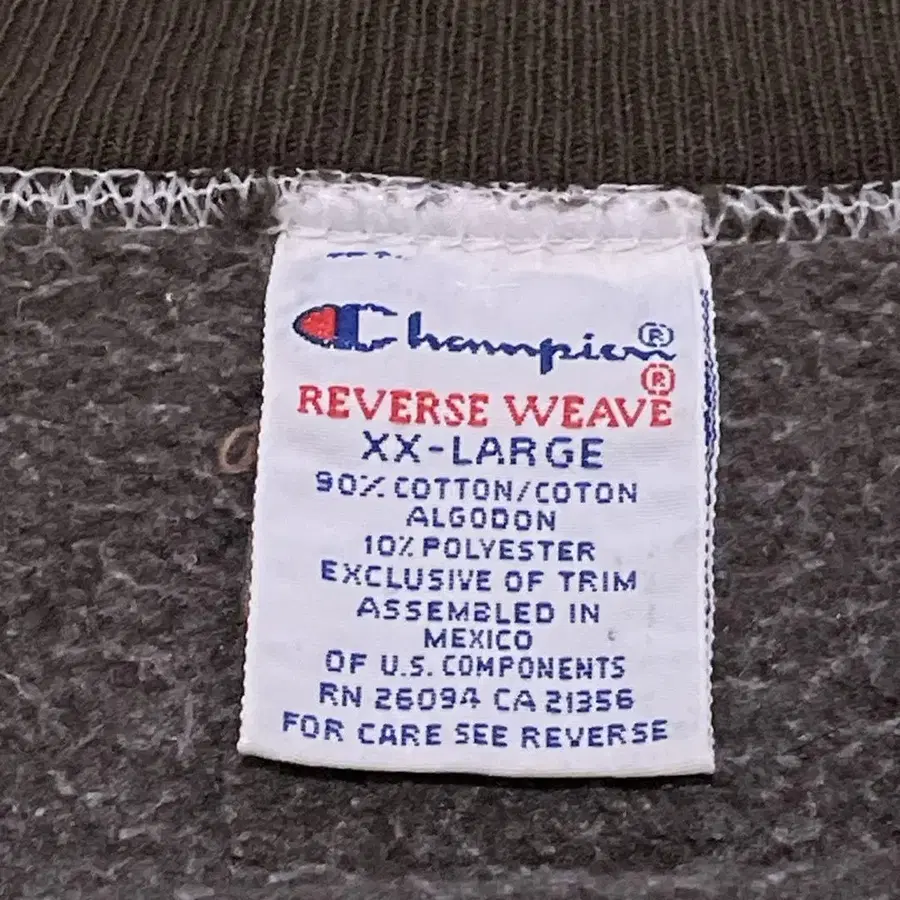 Champion®
®
REVERSE WEAVE
XX-LARGE
90% COTTON/COTON
ALGODON
10% POLYESTER
EXCLUSIVE OF TRIM
ASSEMBLED IN
MEXICO
OF U.S. COMPONENTS
RN 26094 CA 21356
FOR CARE SEE REVERSE